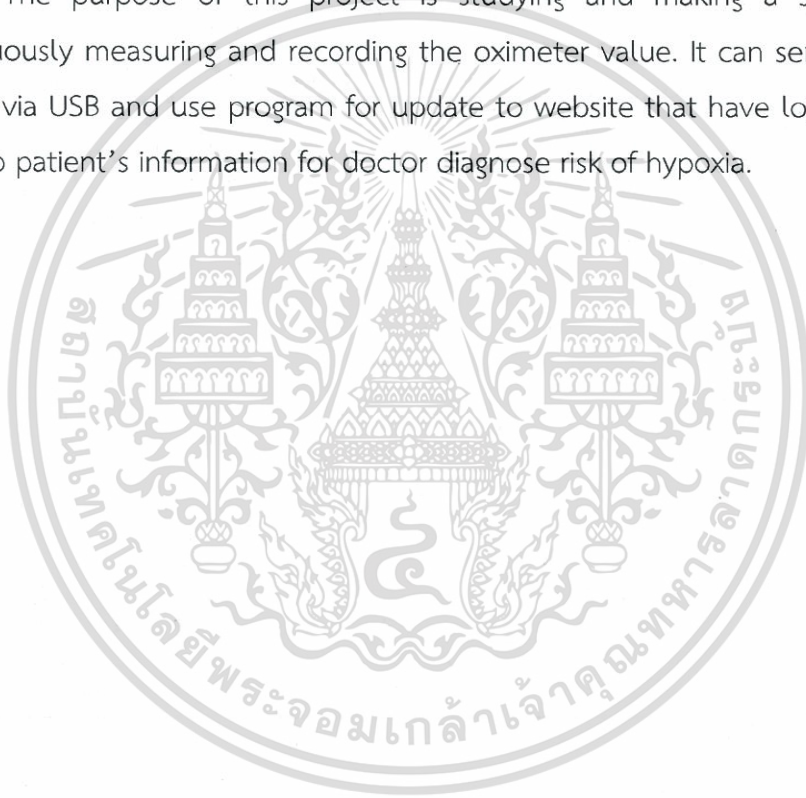 The purpose of this project is studying and making a s
uously measuring and recording the oximeter value. It can se
via USB and use program for update to website that have lo
o patient's information for doctor diagnose risk of hypoxia.
๔
สถาบันเทคโนโลยีพระจอมเกล้าเจ้าคุณทหารลาดกระบัง